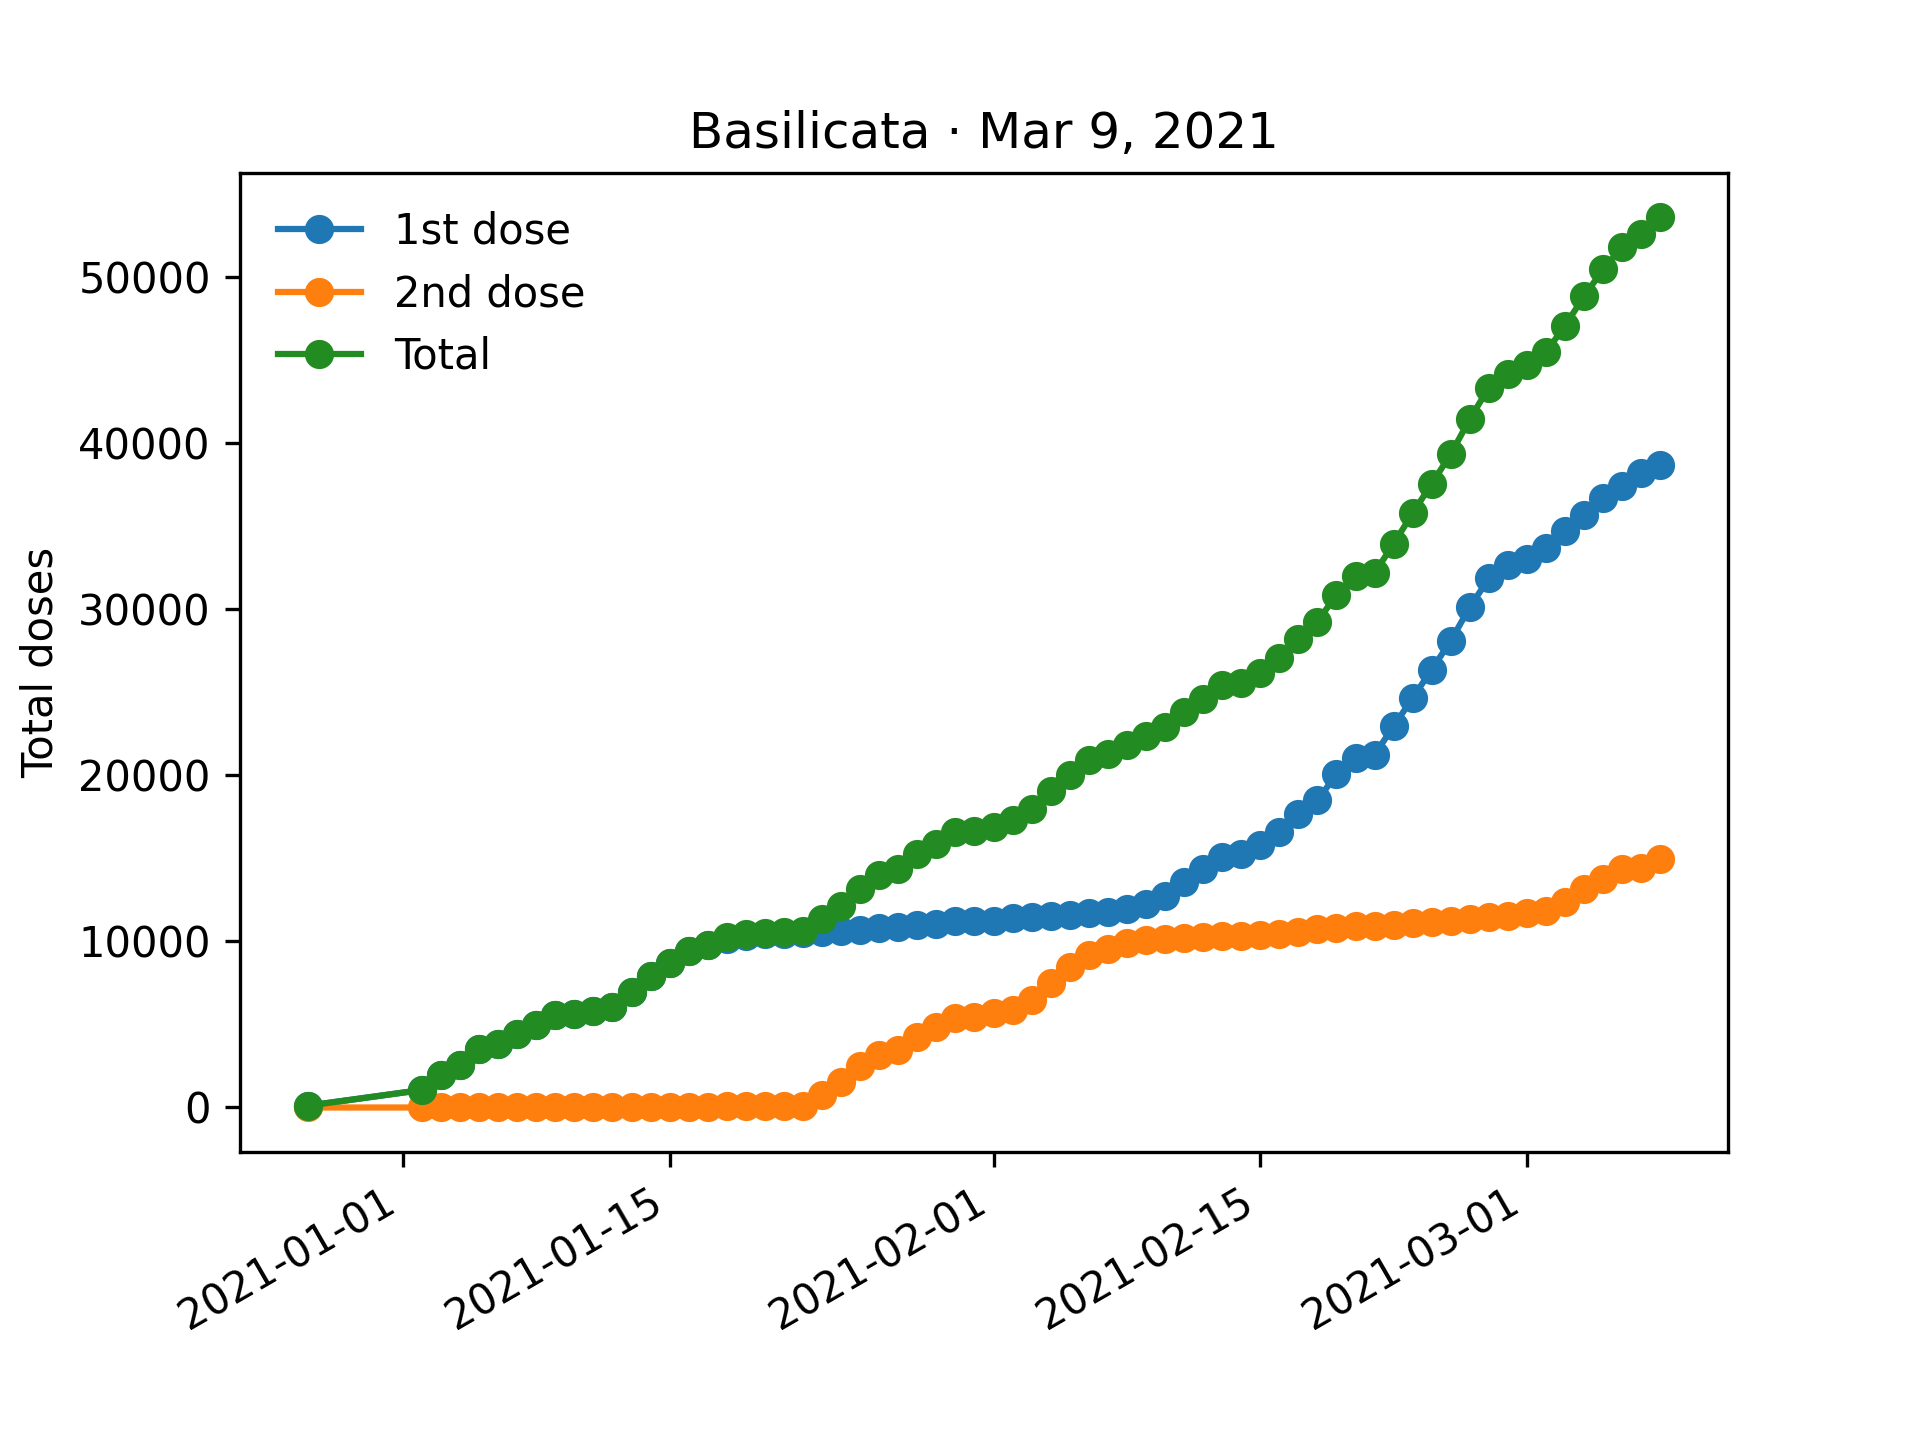 Basilicata · Mar 9, 2021
1st dose
2nd dose
Total
Total doses
50000
40000
30000
20000
10000
0
2021-01-01
2021-01-15
2021-02-01
2021-02-15
2021-03-01